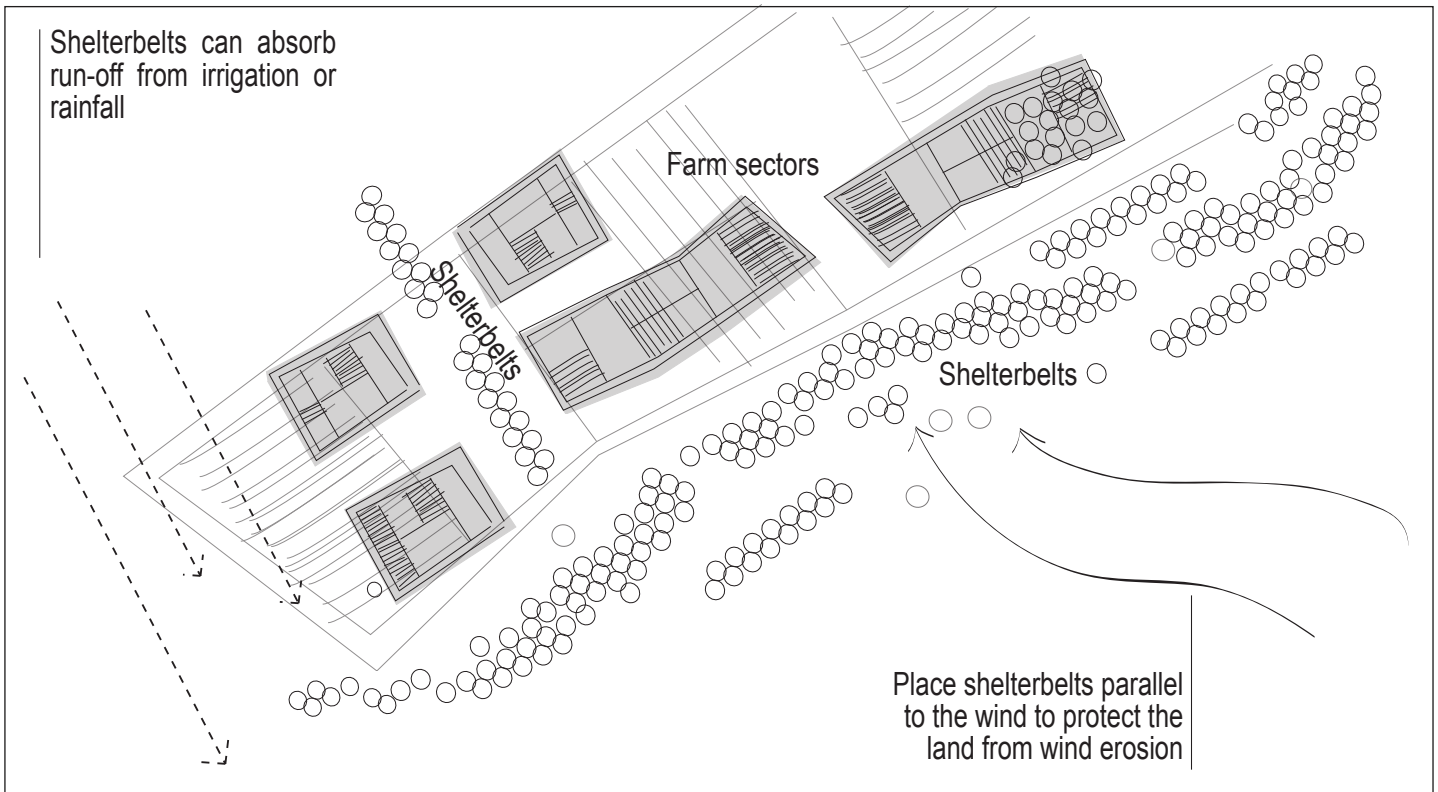 Shelterbelts can absorb
run-off from irrigation or
rainfall
Farm sectors
Shelterbelts
Shelterbelts
Place shelterbelts parallel
to the wind to protect the
land from wind erosion